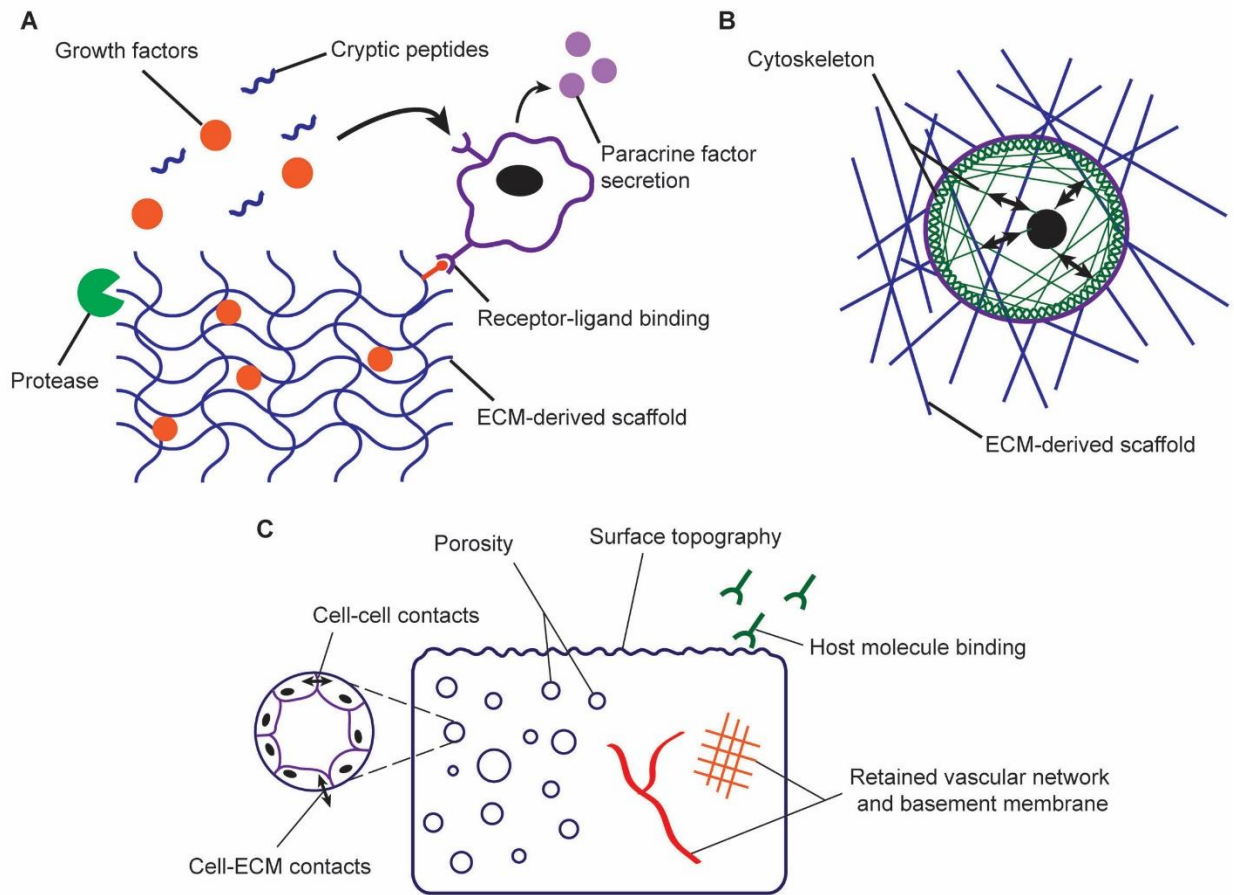 A
Growth factors
Cryptic peptides
Paracrine factor
secretion
Receptor-ligand binding
Protease
ECM-derived scaffold
B
Cytoskeleton
ECM-derived scaffold
C
Porosity
Surface topography
Cell-cell contacts
Host molecule binding
Retained vascular network
and basement membrane
Cell-ECM contacts